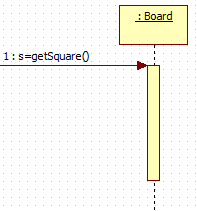 : Board
1 : s=getSquare()